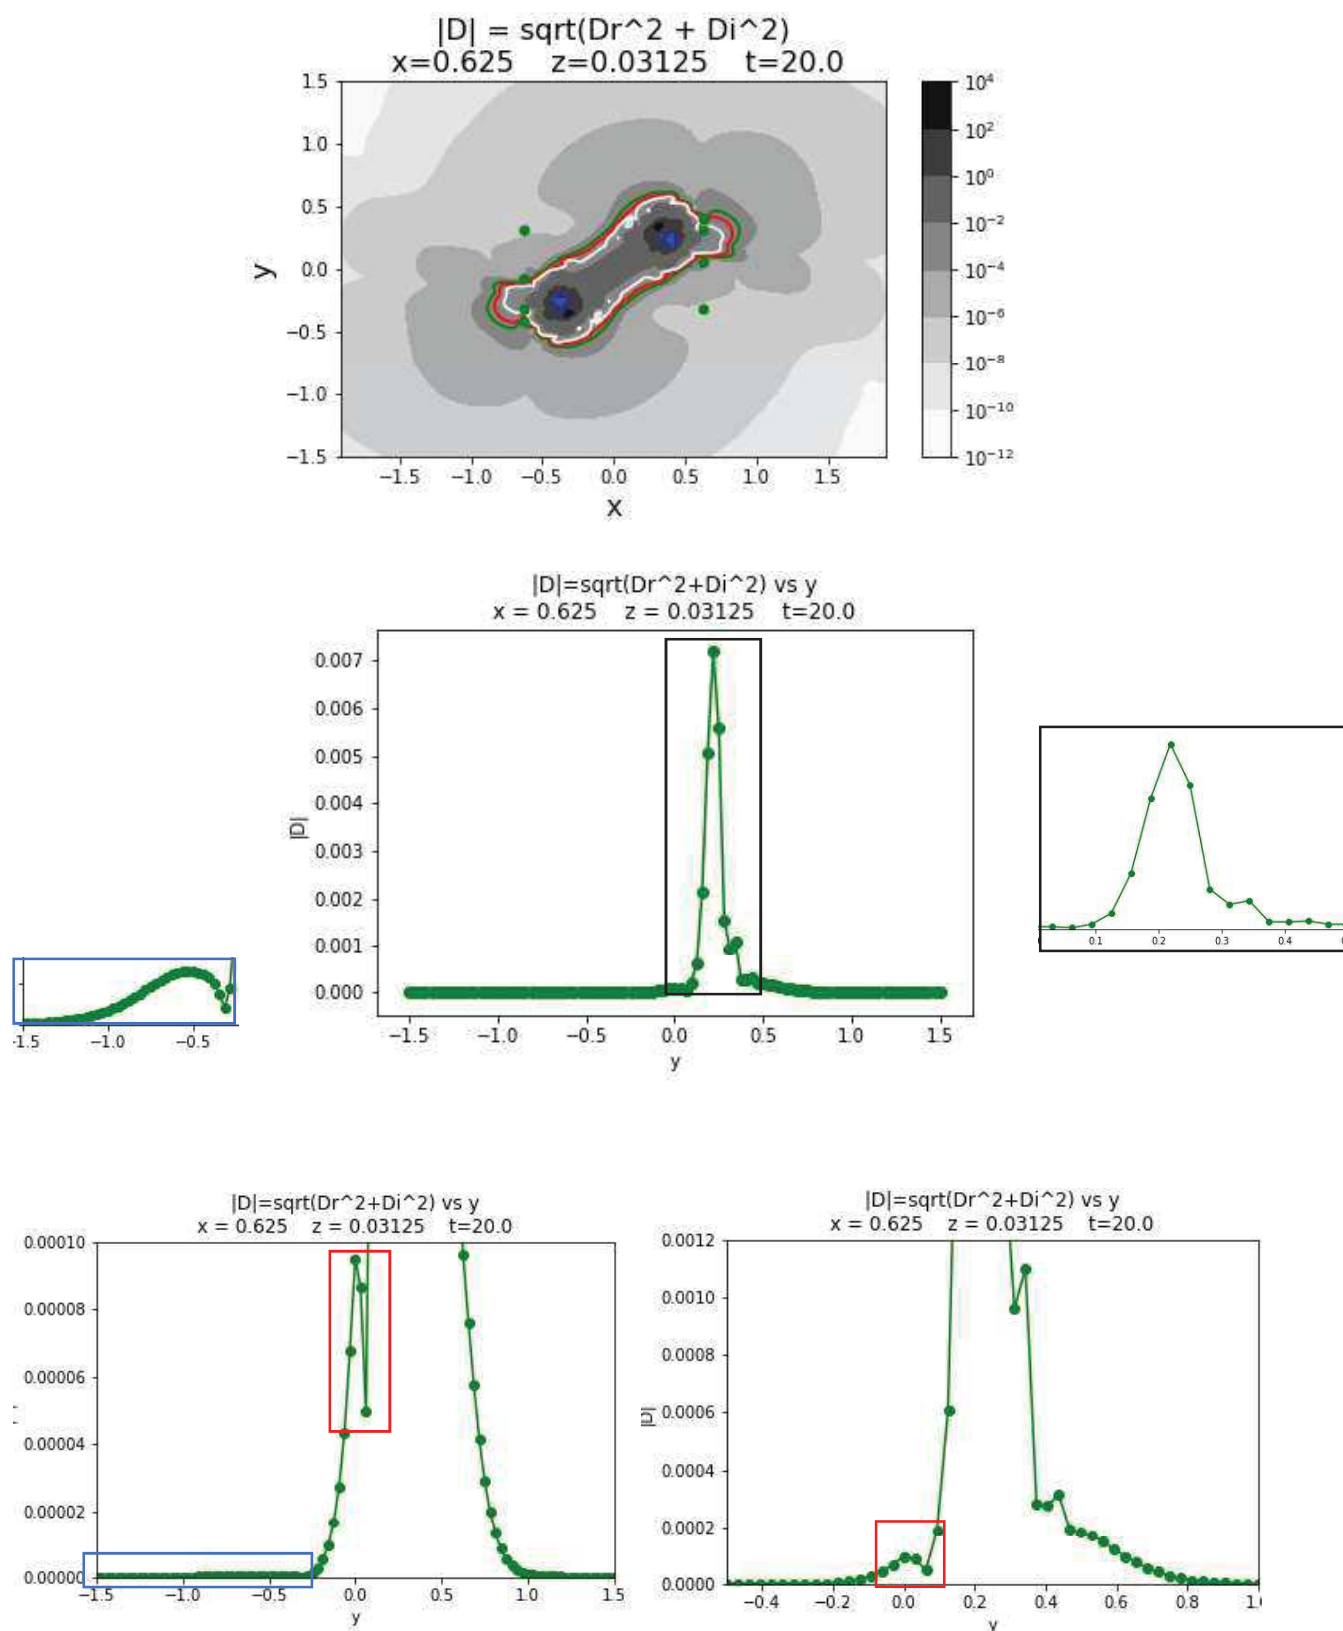 |D| = sqrt(Dr^2 + Di^2)
x=0.625 z=0.03125 t=20.0
1.5
1.0
0.5
0.0
−0.5
−1.0
−1.5
y
−1.5 −1.0 −0.5 0.0 0.5 1.0 1.5
x
10⁴
10²
10⁰
10⁻²
10⁻⁴
10⁻⁶
10⁻⁸
10⁻¹⁰
10⁻¹²
|D|=sqrt(Dr^2+Di^2) vs y
x = 0.625 z = 0.03125 t=20.0
0.007
0.006
0.005
0.004
0.003
0.002
0.001
0.000
|D|
−1.5 −1.0 −0.5 0.0 0.5 1.0 1.5
y
-1.5 −1.0 −0.5
0.1 0.2 0.3 0.4
|D|=sqrt(Dr^2+Di^2) vs y
x = 0.625 z = 0.03125 t=20.0
0.00010
0.00008
0.00006
0.00004
0.00002
0.00000
−1.5 −1.0 −0.5 0.0 0.5 1.0 1.5
y
|D|=sqrt(Dr^2+Di^2) vs y
x = 0.625 z = 0.03125 t=20.0
0.0012
0.0010
0.0008
0.0006
0.0004
0.0002
0.0000
|D|
−0.4 −0.2 0.0 0.2 0.4 0.6 0.8 1.
y